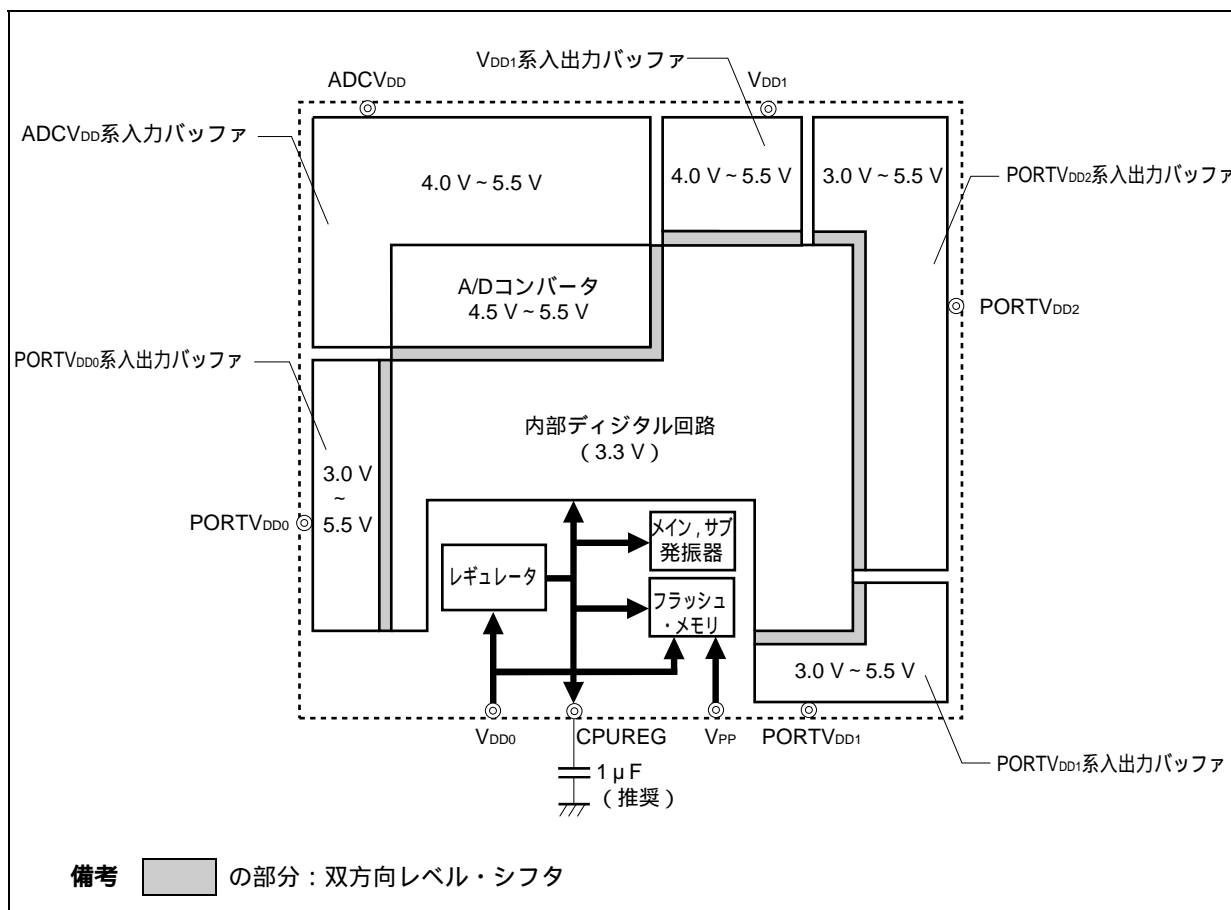 VDD1系入出力バッファ
ADCVDD
VDD1
ADCVDD系入力バッファ
4.0 V ~ 5.5 V
4.0 V ~ 5.5 V
3.0 V ~ 5.5 V
PORTVDD2系入出力バッファ
A/Dコンバータ
4.5 V ~ 5.5 V
PORTVDD2
PORTVDD0系入出力バッファ
内部ディジタル回路
( 3.3 V )
3.0 V
~
5.5 V
PORTVDD0
メイン , サブ
発振器
レギュレータ
フラッシュ
・メモリ
3.0 V ~ 5.5 V
VDD0
CPUREG
VPP
PORTVDD1
PORTVDD1系入出力バッファ
1 μ F
( 推奨 )
備考 の部分 : 双方向レベル・シフタ